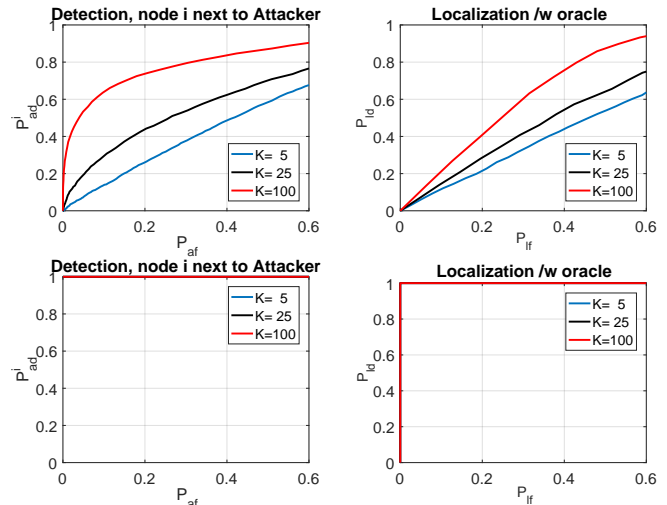 Detection, node i next to Attacker
1
0.8
0.6
0.4
0.2
0
P^i_ad
K= 5
K= 25
K=100
0 0.2 0.4 0.6
P_af
Localization /w oracle
1
0.8
0.6
0.4
0.2
0
P_ld
K= 5
K= 25
K=100
0 0.2 0.4 0.6
P_lf
Detection, node i next to Attacker
1
0.8
0.6
0.4
0.2
0
P^i_ad
K= 5
K= 25
K=100
0 0.2 0.4 0.6
P_af
Localization /w oracle
1
0.8
0.6
0.4
0.2
0
P_ld
K= 5
K= 25
K=100
0 0.2 0.4 0.6
P_lf